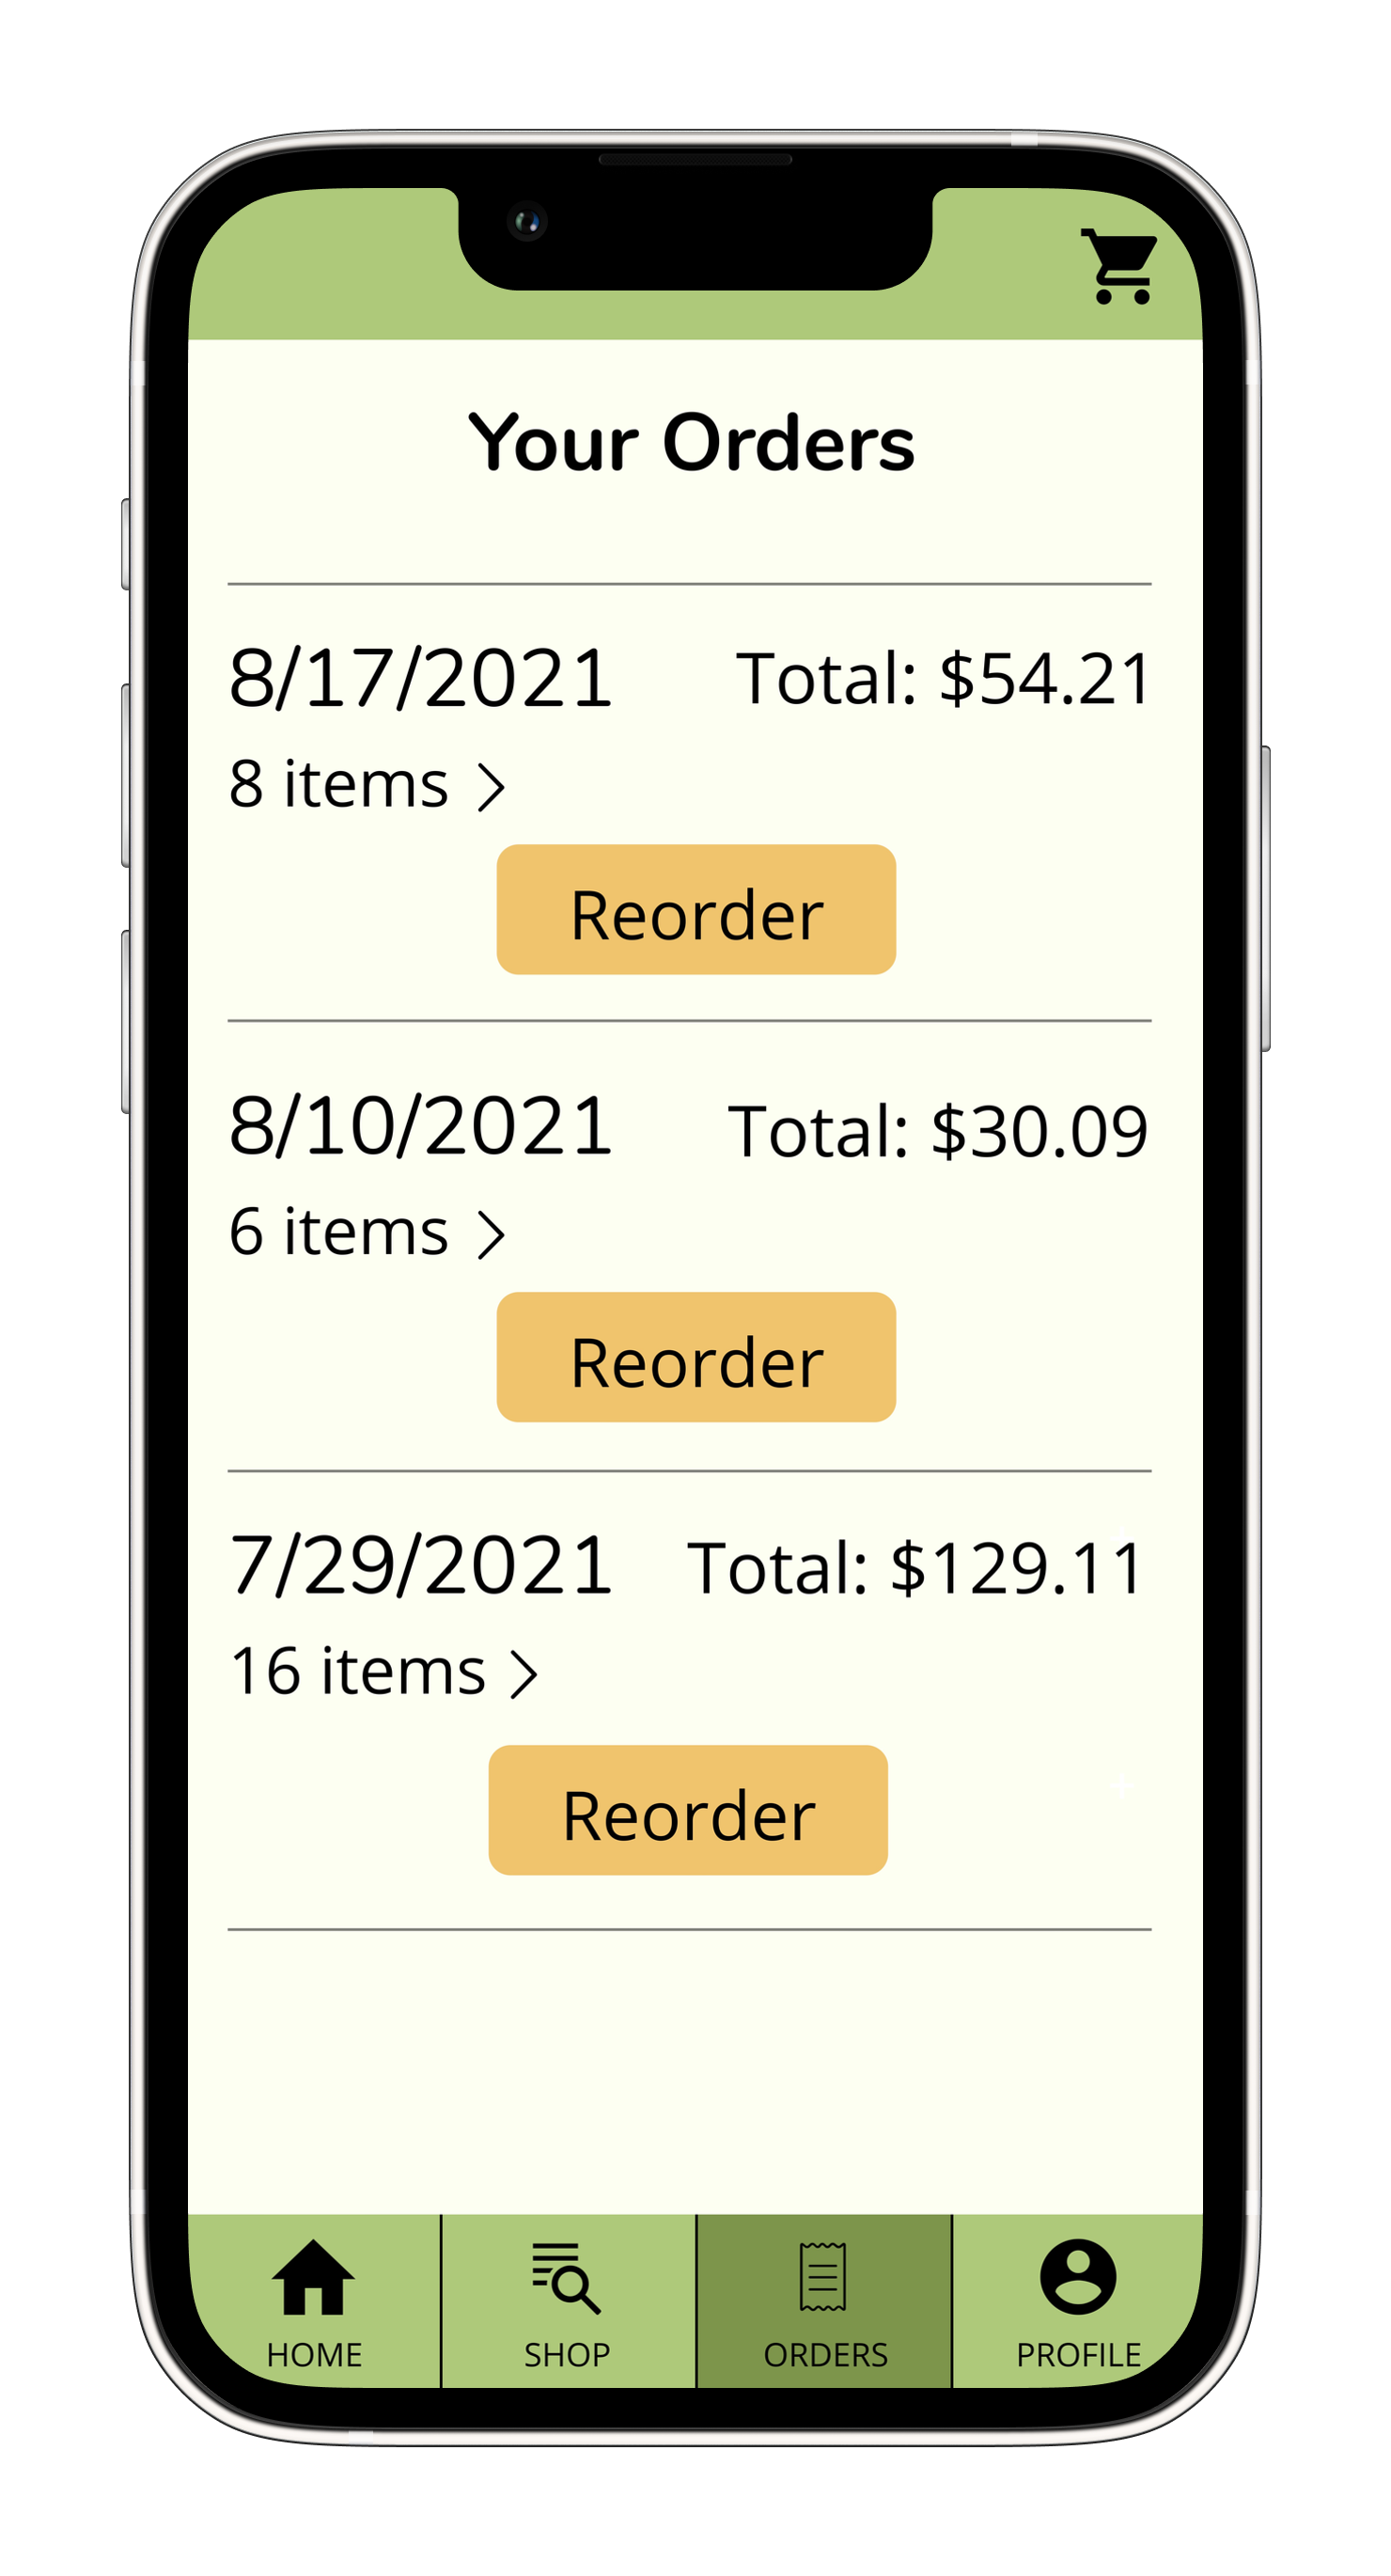 Your Orders
8/17/2021 Total: $54.21
8 items
Reorder
8/10/2021 Total: $30.09
6 items
Reorder
7/29/2021 Total: $129.11
16 items
Reorder
HOME SHOP ORDERS PROFILE